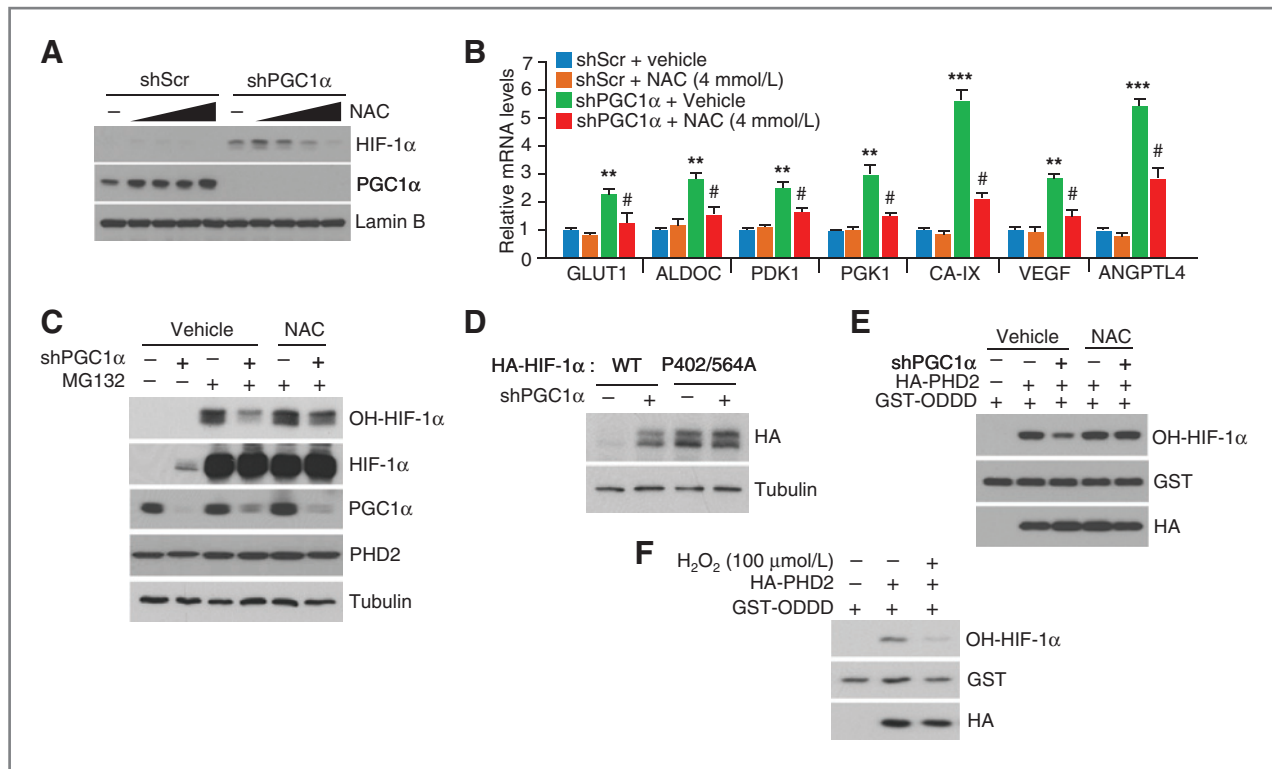 A
shScr shPGC1α
– – NAC
HIF-1α
PGC1α
Lamin B
B
shScr + vehicle
shScr + NAC (4 mmol/L)
shPGC1α + Vehicle
shPGC1α + NAC (4 mmol/L)
Relative mRNA levels
7
6
5
4
3
2
1
0
** # ** # ** # ** # *** # ** # *** #
GLUT1 ALDOC PDK1 PGK1 CA-IX VEGF ANGPTL4
C
Vehicle NAC
shPGC1α – + – + – +
MG132 – – + + + +
OH-HIF-1α
HIF-1α
PGC1α
PHD2
Tubulin
D
HA-HIF-1α : WT P402/564A
shPGC1α – + – +
HA
Tubulin
E
Vehicle NAC
shPGC1α – – + – +
HA-PHD2 – + + + +
GST-ODDD + + + + +
OH-HIF-1α
GST
HA
F
H₂O₂ (100 μmol/L) – – +
HA-PHD2 – + +
GST-ODDD + + +
OH-HIF-1α
GST
HA